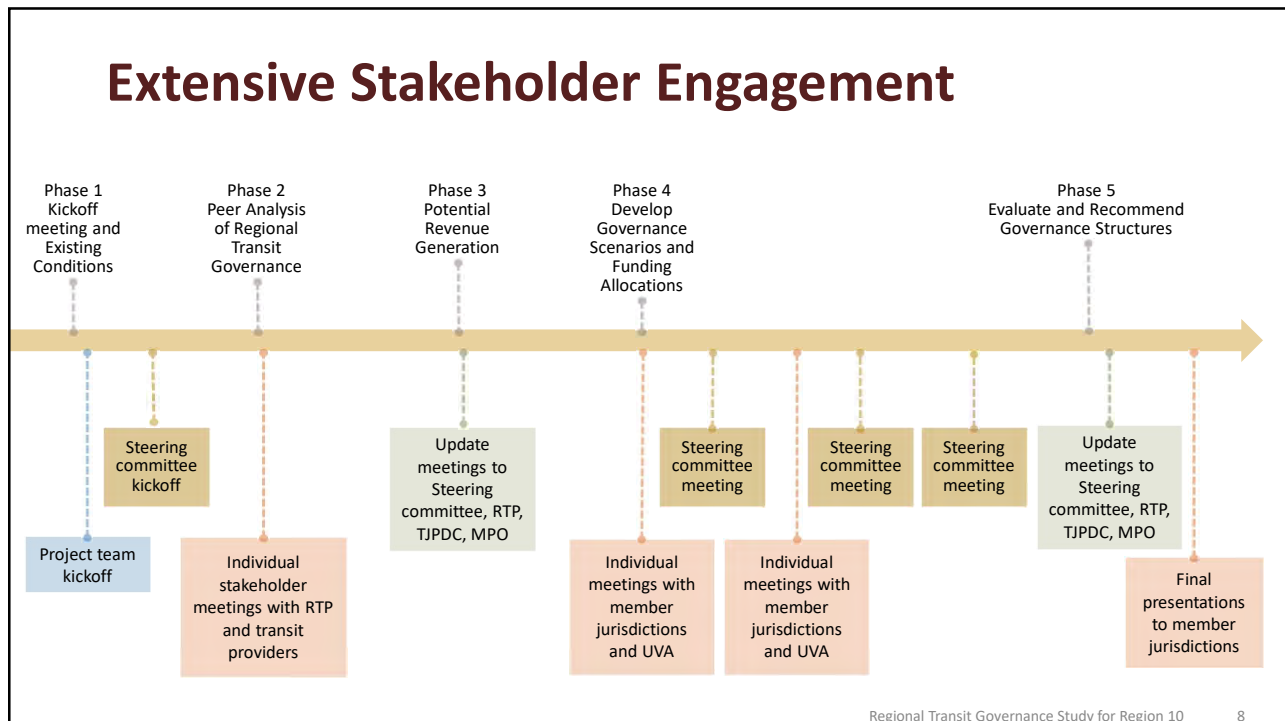 Extensive Stakeholder Engagement
Phase 1
Kickoff
meeting and
Existing
Conditions
Phase 2
Peer Analysis
of Regional
Transit
Governance
Phase 3
Potential
Revenue
Generation
Phase 4
Develop
Governance
Scenarios and
Funding
Allocations
Phase 5
Evaluate and Recommend
Governance Structures
Project team
kickoff
Steering
committee
kickoff
Individual
stakeholder
meetings with RTP
and transit
providers
Update
meetings to
Steering
committee, RTP,
TJPDC, MPO
Individual
meetings with
member
jurisdictions
and UVA
Steering
committee
meeting
Individual
meetings with
member
jurisdictions
and UVA
Steering
committee
meeting
Steering
committee
meeting
Update
meetings to
Steering
committee, RTP,
TJPDC, MPO
Final
presentations
to member
jurisdictions
Regional Transit Governance Study for Region 10 8